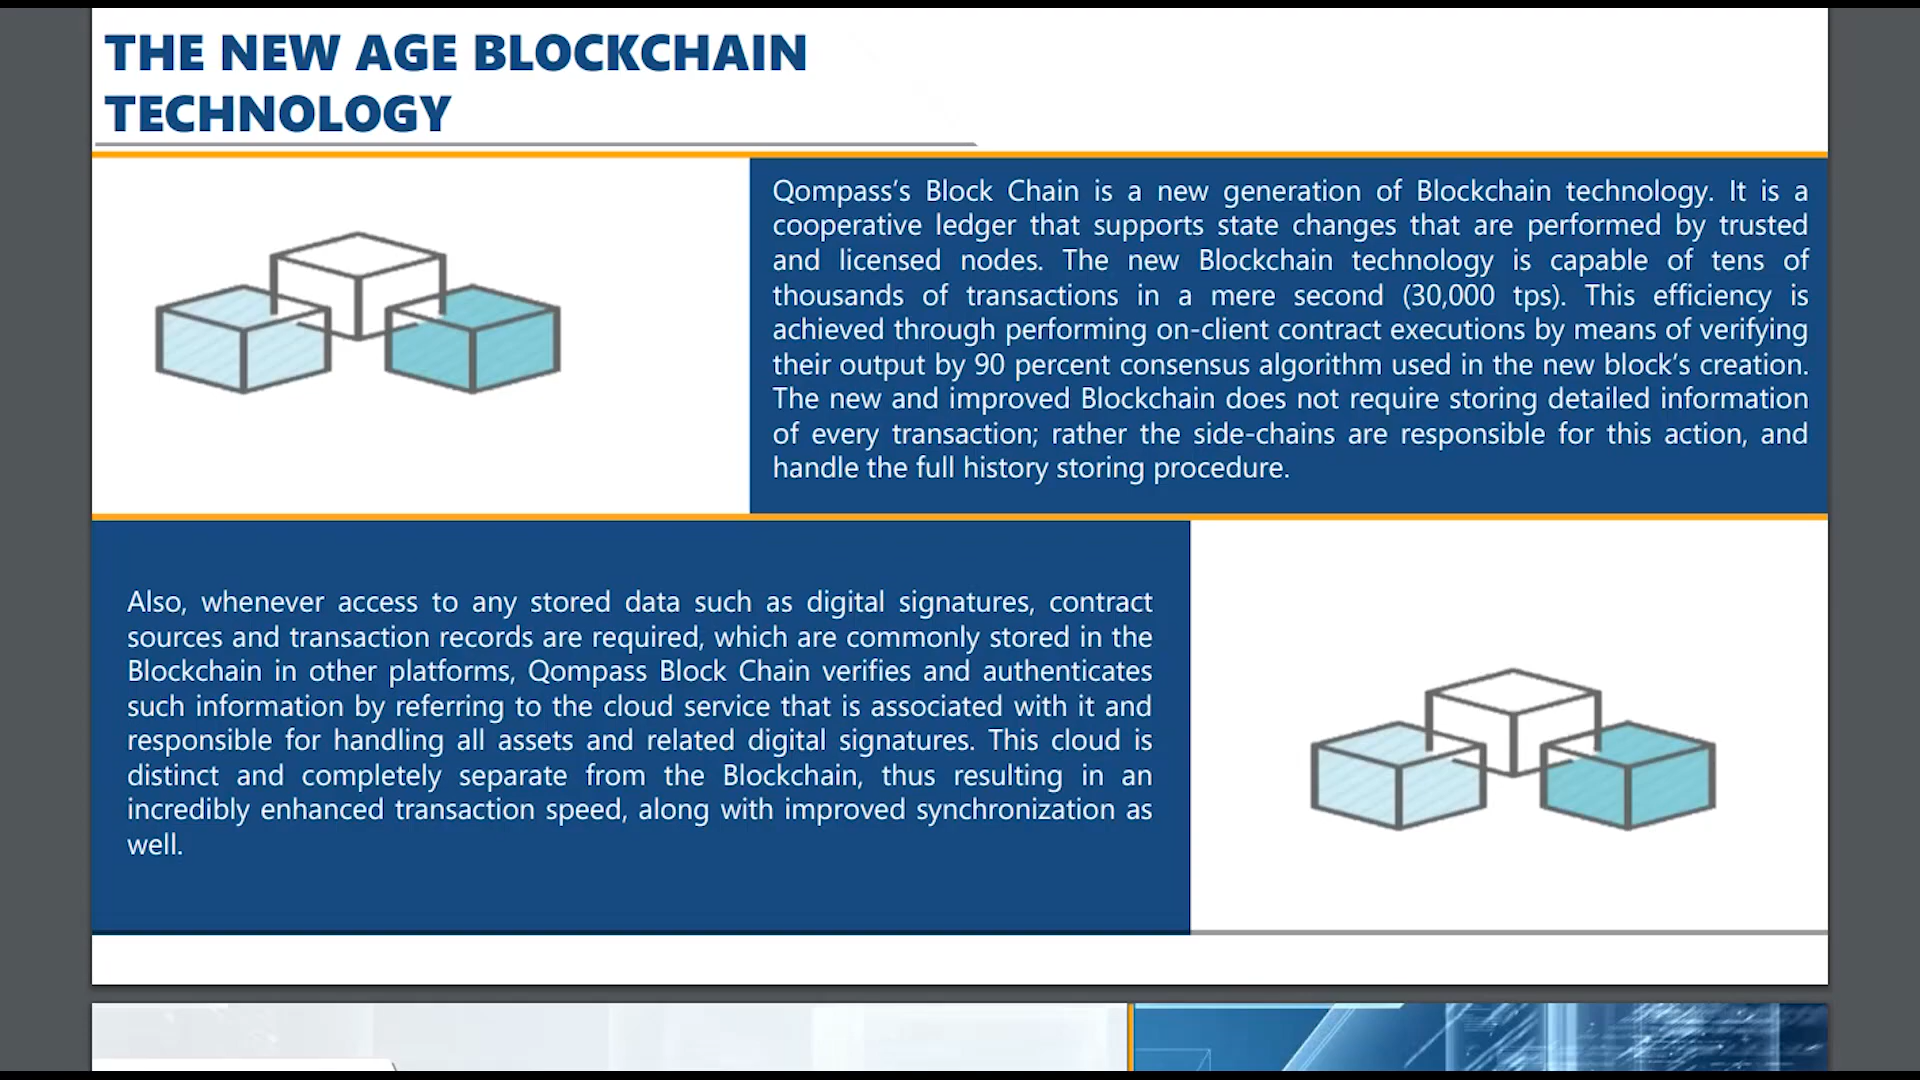 THE NEW AGE BLOCKCHAIN
TECHNOLOGY
Qompass’s Block Chain is a new generation of Blockchain technology. It is a
cooperative ledger that supports state changes that are performed by trusted
and licensed nodes. The new Blockchain technology is capable of tens of
thousands of transactions in a mere second (30,000 tps). This efficiency is
achieved through performing on-client contract executions by means of verifying
their output by 90 percent consensus algorithm used in the new block’s creation.
The new and improved Blockchain does not require storing detailed information
of every transaction; rather the side-chains are responsible for this action, and
handle the full history storing procedure.
Also, whenever access to any stored data such as digital signatures, contract
sources and transaction records are required, which are commonly stored in the
Blockchain in other platforms, Qompass Block Chain verifies and authenticates
such information by referring to the cloud service that is associated with it and
responsible for handling all assets and related digital signatures. This cloud is
distinct and completely separate from the Blockchain, thus resulting in an
incredibly enhanced transaction speed, along with improved synchronization as
well.